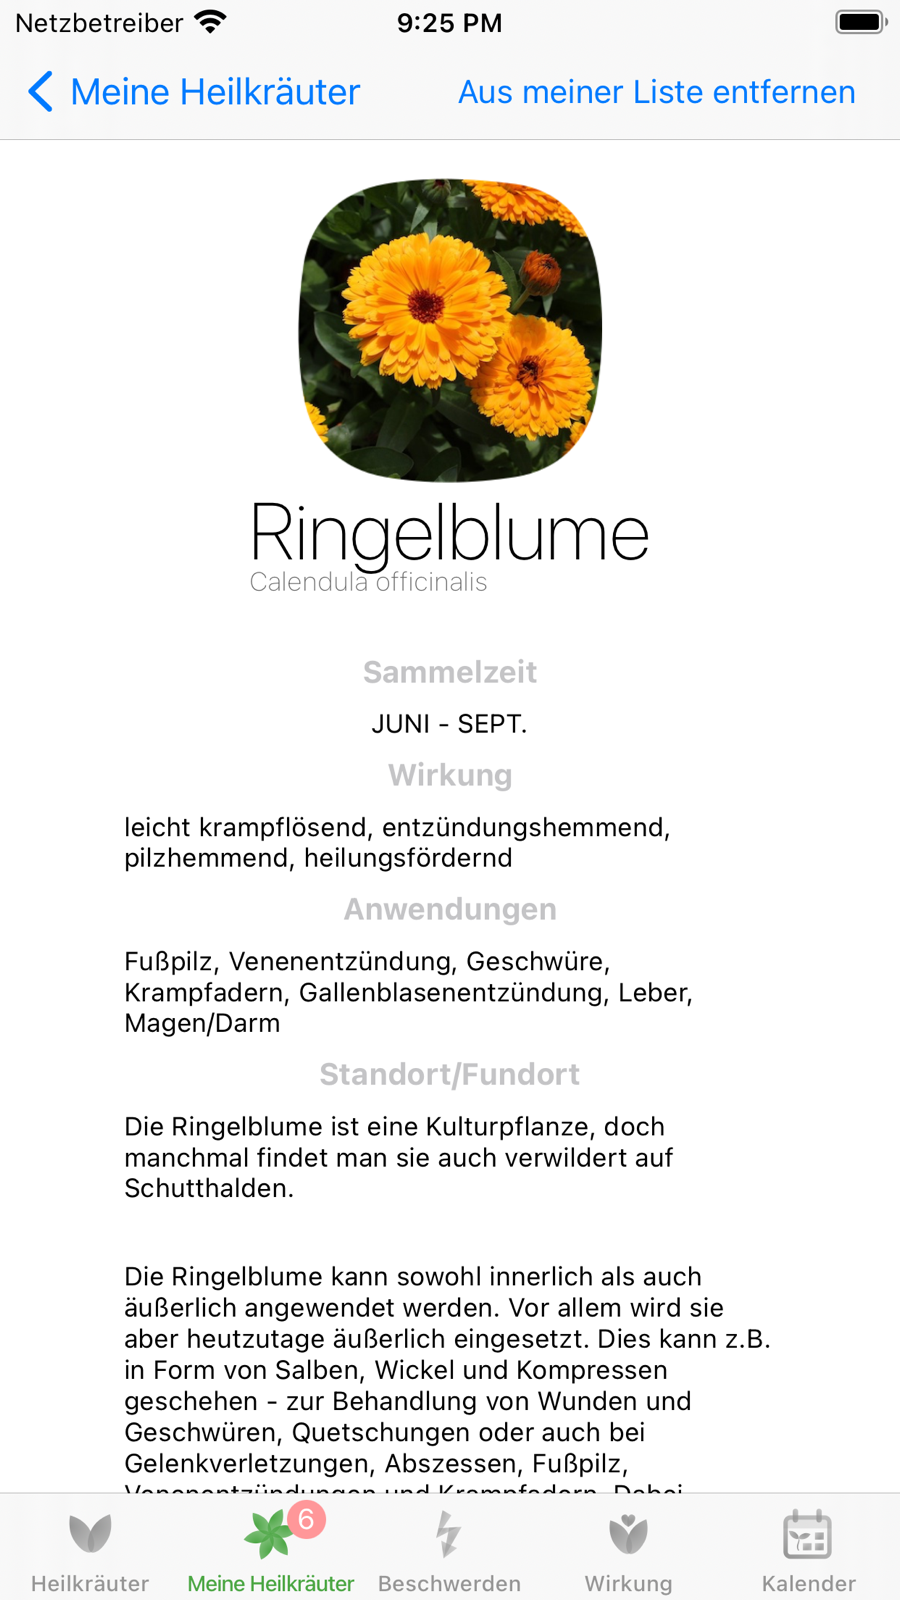 Netzbetreiber 9:25 PM
Meine Heilkräuter Aus meiner Liste entfernen
Ringelblume
Calendula officinalis
Sammelzeit
JUNI - SEPT.
Wirkung
leicht krampflösend, entzündungshemmend,
pilzhemmend, heilungsfördernd
Anwendungen
Fußpilz, Venenentzündung, Geschwüre,
Krampfadern, Gallenblasenentzündung, Leber,
Magen/Darm
Standort/Fundort
Die Ringelblume ist eine Kulturpflanze, doch
manchmal findet man sie auch verwildert auf
Schutthalden.
Die Ringelblume kann sowohl innerlich als auch
äußerlich angewendet werden. Vor allem wird sie
aber heutzutage äußerlich eingesetzt. Dies kann z.B.
in Form von Salben, Wickel und Kompressen
geschehen - zur Behandlung von Wunden und
Geschwüren, Quetschungen oder auch bei
Gelenkverletzungen, Abszessen, Fußpilz,
Venenentzündungen und Krampfadern. Dabei
6
Heilkräuter Meine Heilkräuter Beschwerden Wirkung Kalender